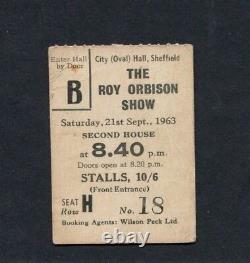 Enter Hall
by Door
B
City (Oval) Hall, Sheffield
THE
ROY ORBISON
SHOW
Saturday, 21st Sept., 1963
SECOND HOUSE
at 8.40 p.m.
Doors open at 8.20 p.m.
STALLS, 10/6
(Front Entrance)
SEAT
Row H No. 18
Booking Agents: Wilson Peck Ltd.